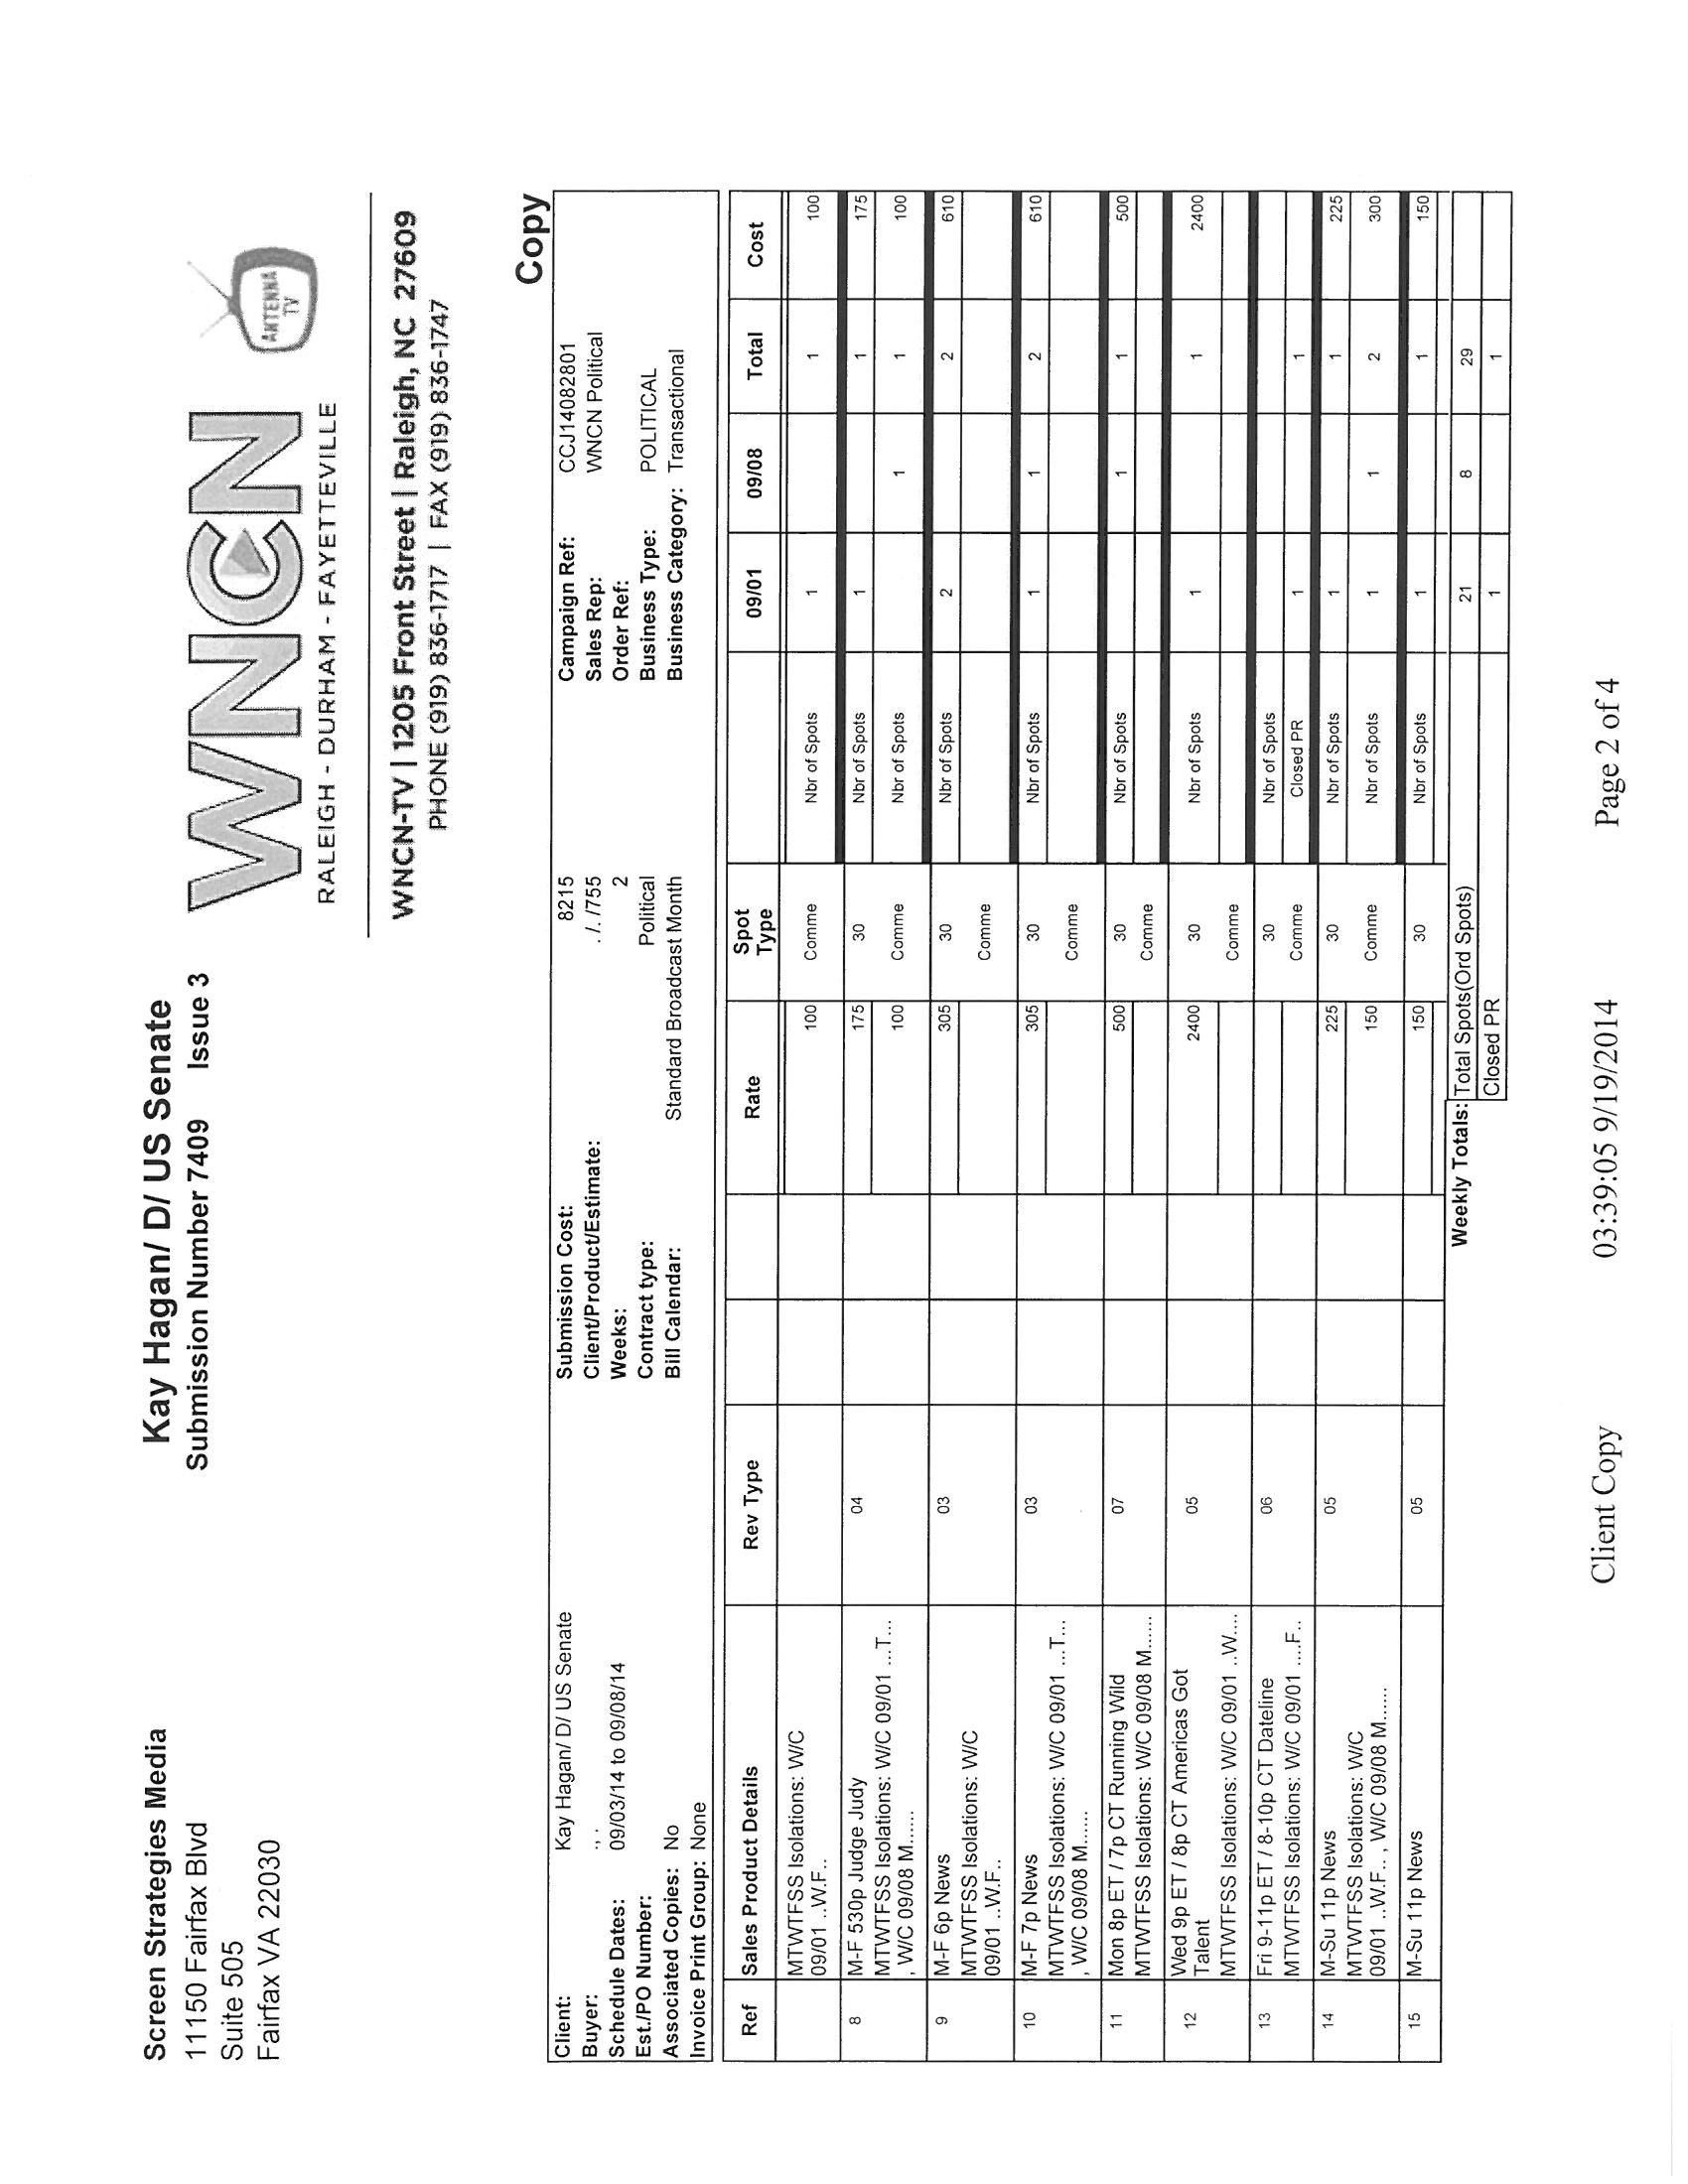 Screen Strategies Media
11150 Fairfax Blvd
Suite 505
Fairfax VA 22030
Kay Hagan/ D/ US Senate
Submission Number 7409 Issue 3
WNCN
ANTENNA TV
RALEIGH - DURHAM - FAYETTEVILLE
WNCN-TV | 1205 Front Street | Raleigh, NC 27609
PHONE (919) 836-1717 | FAX (919) 836-1747
Copy
Client: Kay Hagan/ D/ US Senate Submission Cost: 8215 Campaign Ref: CCJ14082801
Buyer: ., . Client/Product/Estimate: . /. /755 Sales Rep: WNCN Political
Schedule Dates: 09/03/14 to 09/08/14 Weeks: 2 Order Ref:
Est./PO Number: Contract type: Political Business Type: POLITICAL
Associated Copies: No Bill Calendar: Standard Broadcast Month Business Category: Transactional
Invoice Print Group: None
Ref Sales Product Details Rev Type Rate Spot Type 09/01 09/08 Total Cost
MTWTFSS Isolations: W/C
09/01 ..W.F.. 100 Comme Nbr of Spots 1 1 100
8 M-F 530p Judge Judy 04 175 30 Nbr of Spots 1 1 175
MTWTFSS Isolations: W/C 09/01 ...T...
, W/C 09/08 M...... 100 Comme Nbr of Spots 1 1 100
9 M-F 6p News 03 305 30 Nbr of Spots 2 2 610
MTWTFSS Isolations: W/C
09/01 ..W.F.. Comme
10 M-F 7p News 03 305 30 Nbr of Spots 1 1 2 610
MTWTFSS Isolations: W/C 09/01 ...T...
, W/C 09/08 M...... Comme
11 Mon 8p ET / 7p CT Running Wild 07 500 30 Nbr of Spots 1 1 500
MTWTFSS Isolations: W/C 09/08 M...... Comme
12 Wed 9p ET / 8p CT Americas Got
Talent 05 2400 30 Nbr of Spots 1 1 2400
MTWTFSS Isolations: W/C 09/01 ..W.... Comme
13 Fri 9-11p ET / 8-10p CT Dateline 06 30 Nbr of Spots
MTWTFSS Isolations: W/C 09/01 ....F.. Comme Closed PR 1 1
14 M-Su 11p News 05 225 30 Nbr of Spots 1 1 225
MTWTFSS Isolations: W/C
09/01 ..W.F.. , W/C 09/08 M...... 150 Comme Nbr of Spots 1 1 2 300
15 M-Su 11p News 05 150 30 Nbr of Spots 1 1 150
Weekly Totals: Total Spots(Ord Spots) 21 8 29
Closed PR 1 1
Client Copy 03:39:05 9/19/2014 Page 2 of 4